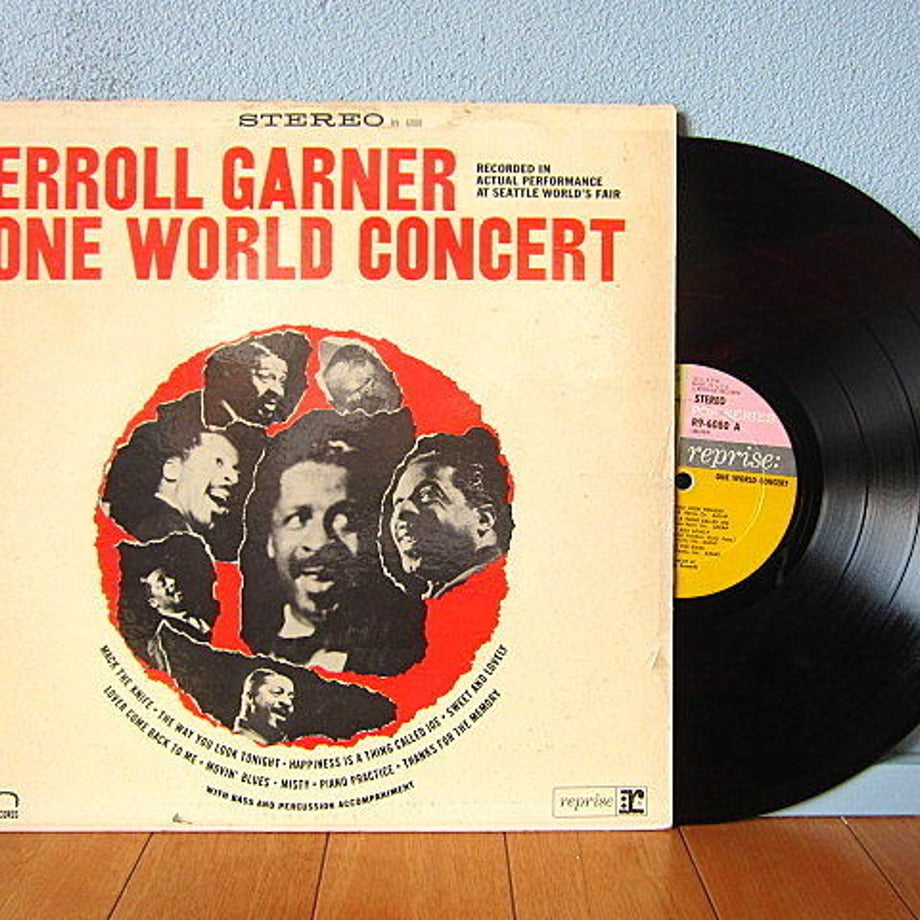 STEREO
ERROLL GARNER
RECORDED IN
ACTUAL PERFORMANCE
AT SEATTLE WORLD'S FAIR
ONE WORLD CONCERT
MACK THE KNIFE • THE WAY YOU LOOK TONIGHT • HAPPINESS IS A THING CALLED JOE • SWEET AND LOVELY
LOVER COME BACK TO ME • MOVIN' BLUES • MISTY • PIANO PRACTICE • THANKS FOR THE MEMORY
WITH BASS AND PERCUSSION ACCOMPANIMENT
reprise r
STEREO
POP SERIES
R9-6080 A
reprise:
ONE WORLD CONCERT